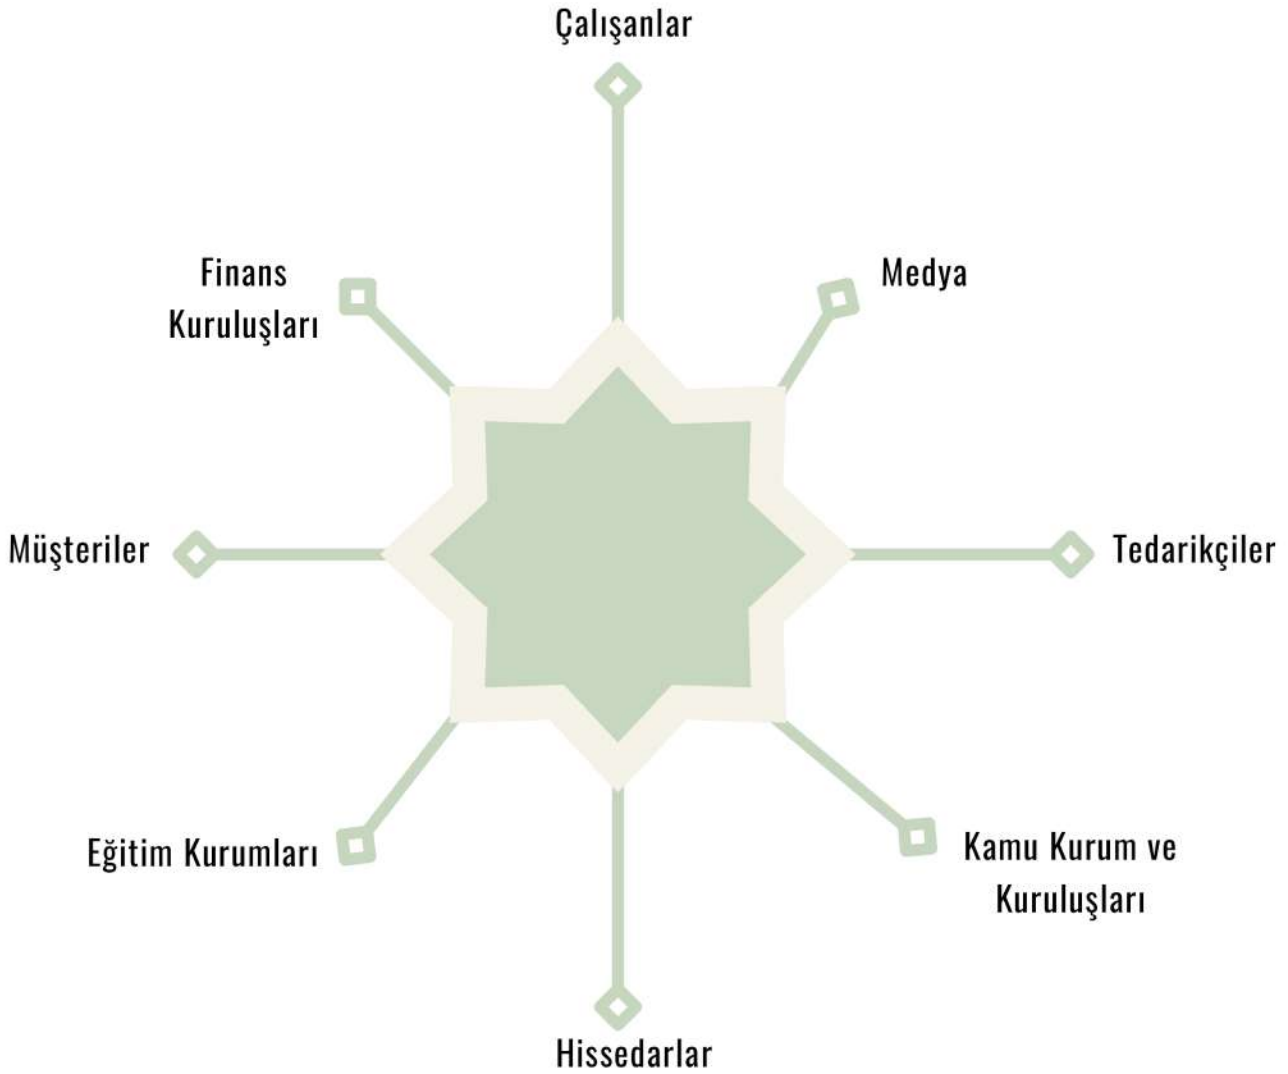 Çalışanlar
Medya
Finans
Kuruluşları
Müşteriler
Tedarikçiler
Eğitim Kurumları
Kamu Kurum ve
Kuruluşları
Hissedarlar